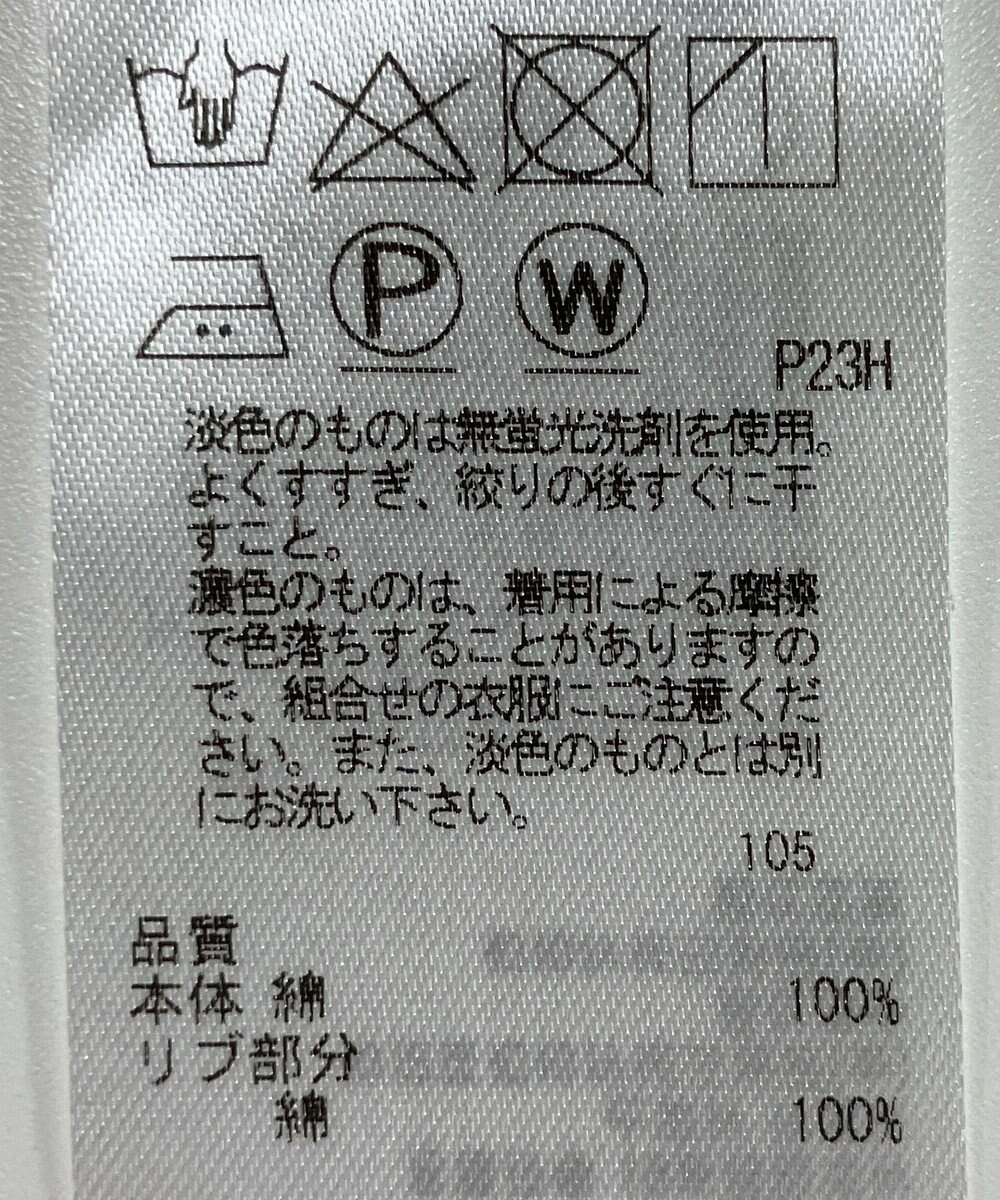 P
W
P23H
淡色のものは無蛍光洗剤を使用。
よくすすぎ、絞りの後すぐに干
すこと。
濃色のものは、着用による摩擦
で色落ちすることがありますの
で、組合せの衣服にご注意くだ
さい。また、淡色のものとは別
にお洗い下さい。
105
品質
本体 綿 100%
リブ部分
綿 100%